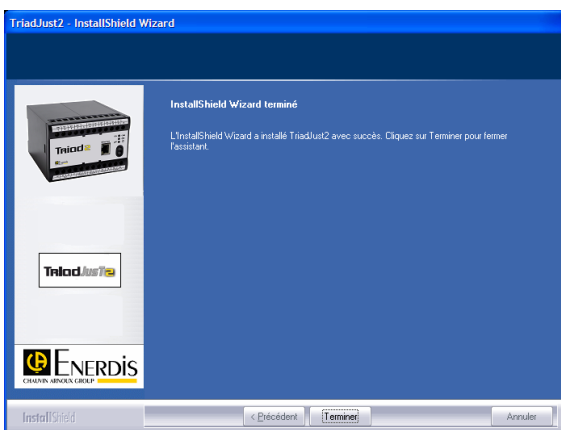 TriadJust2 - InstallShield Wizard
InstallShield Wizard terminé
L'InstallShield Wizard a installé TriadJust2 avec succès. Cliquez sur Terminer pour fermer
l'assistant.
Triad2
TriadJusT2
ENERDIS
CHAUVIN ARNOUX GROUP
InstallShield
< Précédent
Terminer
Annuler